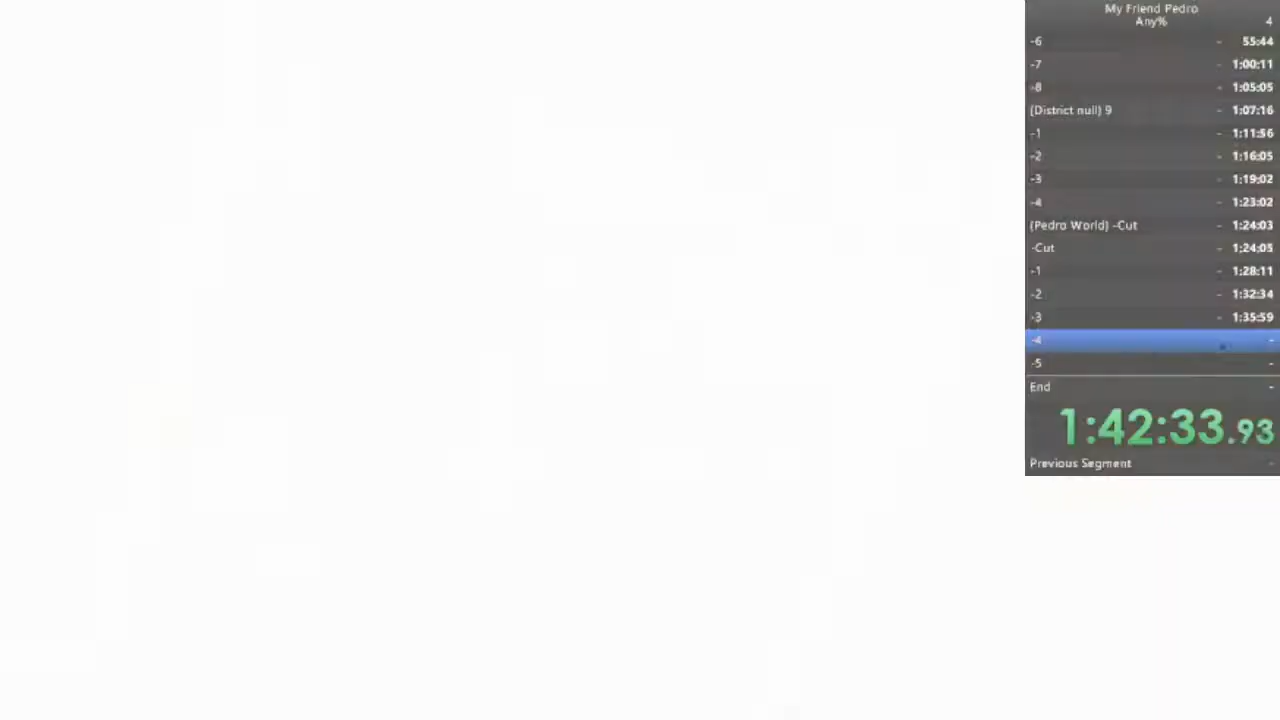 My Friend Pedro
Any% 4
-6 - 55:44
-7 - 1:00:11
-8 - 1:05:05
(District null) 9 - 1:07:16
-1 - 1:11:56
-2 - 1:16:05
-3 - 1:19:02
-4 - 1:23:02
(Pedro World) -Cut - 1:24:03
-Cut - 1:24:05
-1 - 1:28:11
-2 - 1:32:34
-3 - 1:35:59
-4 -
-5 -
End -
1:42:33.93
Previous Segment -